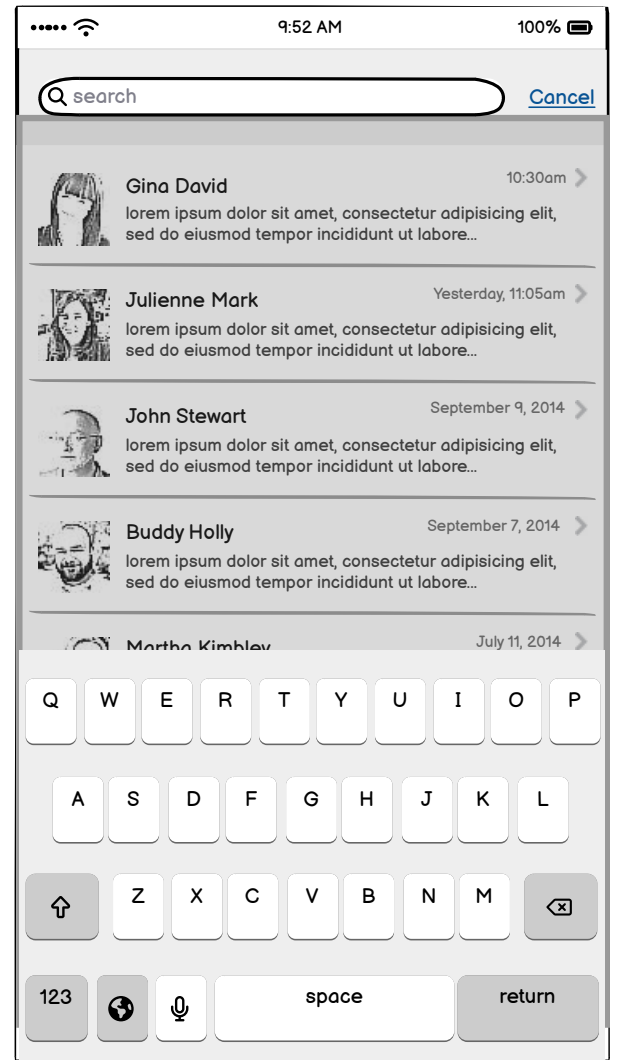 9:52 AM 100%
search Cancel
Gina David 10:30am
lorem ipsum dolor sit amet, consectetur adipisicing elit,
sed do eiusmod tempor incididunt ut labore...
Julienne Mark Yesterday, 11:05am
lorem ipsum dolor sit amet, consectetur adipisicing elit,
sed do eiusmod tempor incididunt ut labore...
John Stewart September 9, 2014
lorem ipsum dolor sit amet, consectetur adipisicing elit,
sed do eiusmod tempor incididunt ut labore...
Buddy Holly September 7, 2014
lorem ipsum dolor sit amet, consectetur adipisicing elit,
sed do eiusmod tempor incididunt ut labore...
Martha Kimbley July 11, 2014
Q W E R T Y U I O P
A S D F G H J K L
Z X C V B N M
123 space return